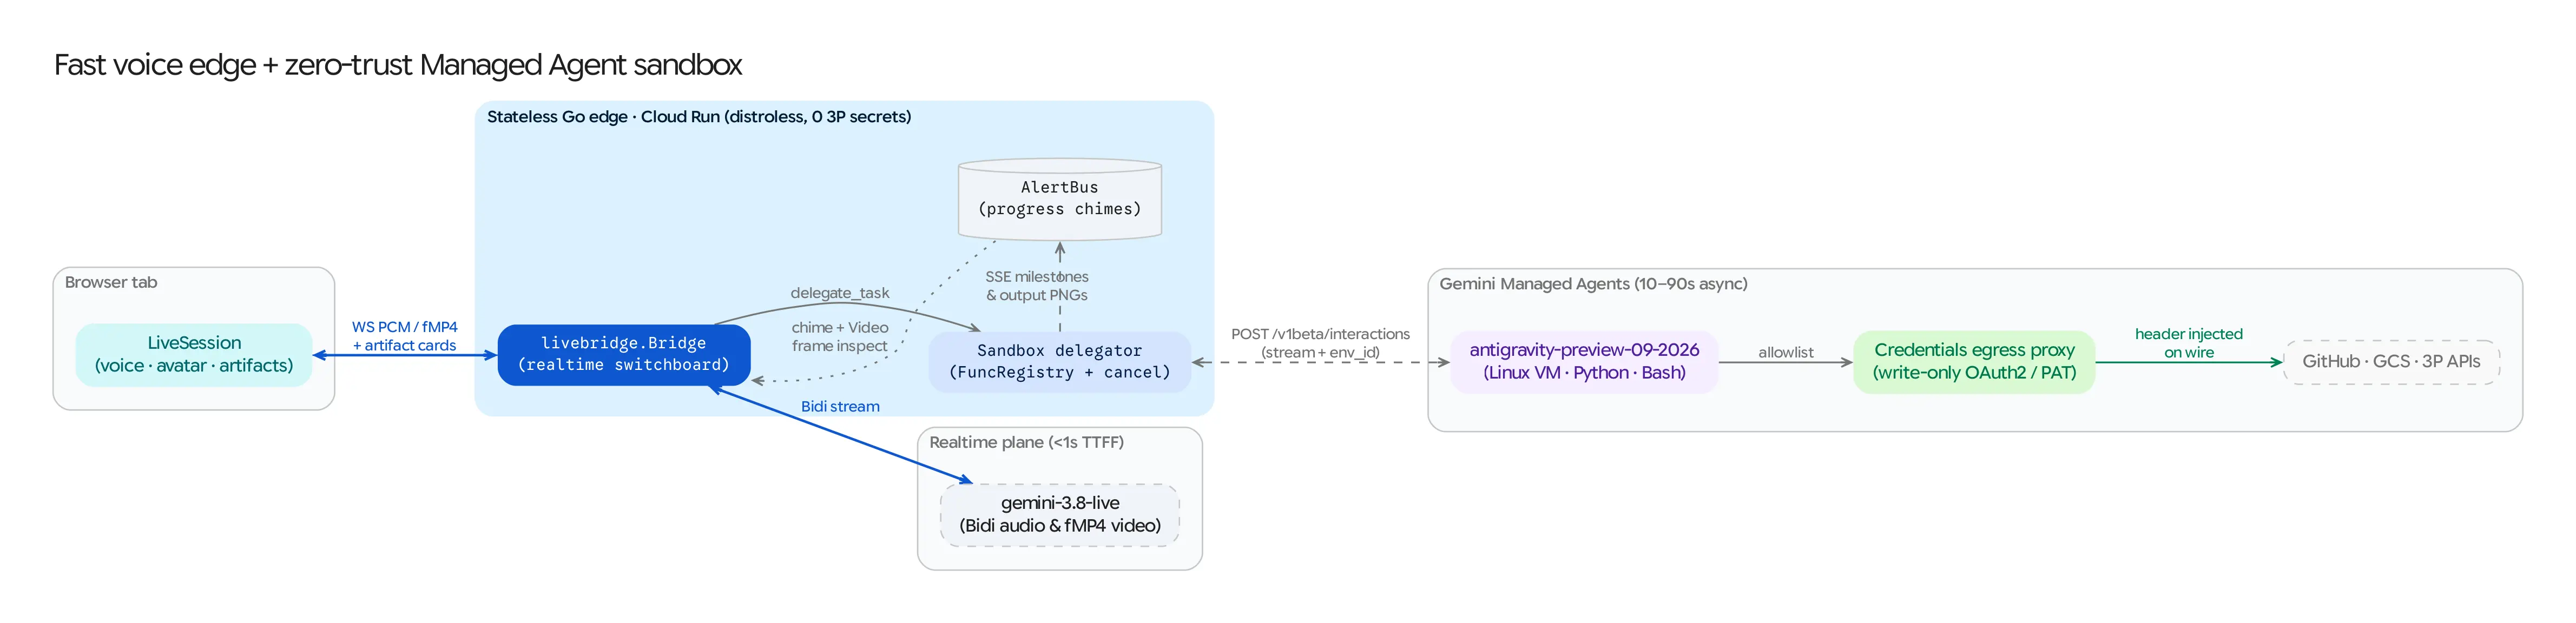 Fast voice edge + zero-trust Managed Agent sandbox
Stateless Go edge · Cloud Run (distroless, 0 3P secrets)
AlertBus
(progress chimes)
SSE milestones
& output PNGs
Browser tab
LiveSession
(voice · avatar · artifacts)
WS PCM / fMP4
+ artifact cards
delegate_task
livebridge.Bridge
(realtime switchboard)
chime + Video
frame inspect
Sandbox delegator
(FuncRegistry + cancel)
Bidi stream
Realtime plane (<1s TTFF)
gemini-3.8-live
(Bidi audio & fMP4 video)
POST /v1beta/interactions
(stream + env_id)
Gemini Managed Agents (10–90s async)
antigravity-preview-09-2026
(Linux VM · Python · Bash)
allowlist
Credentials egress proxy
(write-only OAuth2 / PAT)
header injected
on wire
GitHub · GCS · 3P APIs